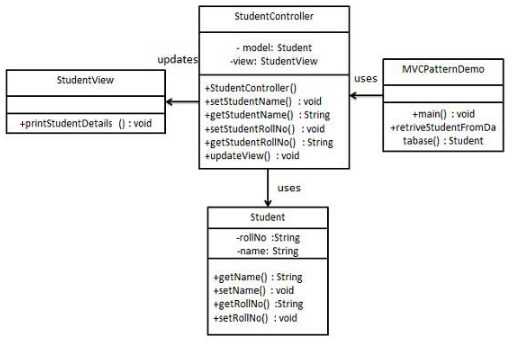 StudentController
- model: Student
-view: StudentView
+StudentController()
+setStudentName() : void
+getStudentName() : String
+setStudentRollNo() : void
+getStudentRollNo() : String
+updateView() : void
updates
StudentView
+printStudentDetails () : void
uses
MVCPatternDemo
+main() : void
+retriveStudentFromDa
tabase() : Student
uses
Student
-rollNo :String
-name: String
+getName() : String
+setName() : void
+getRollNo() :String
+setRollNo() : void